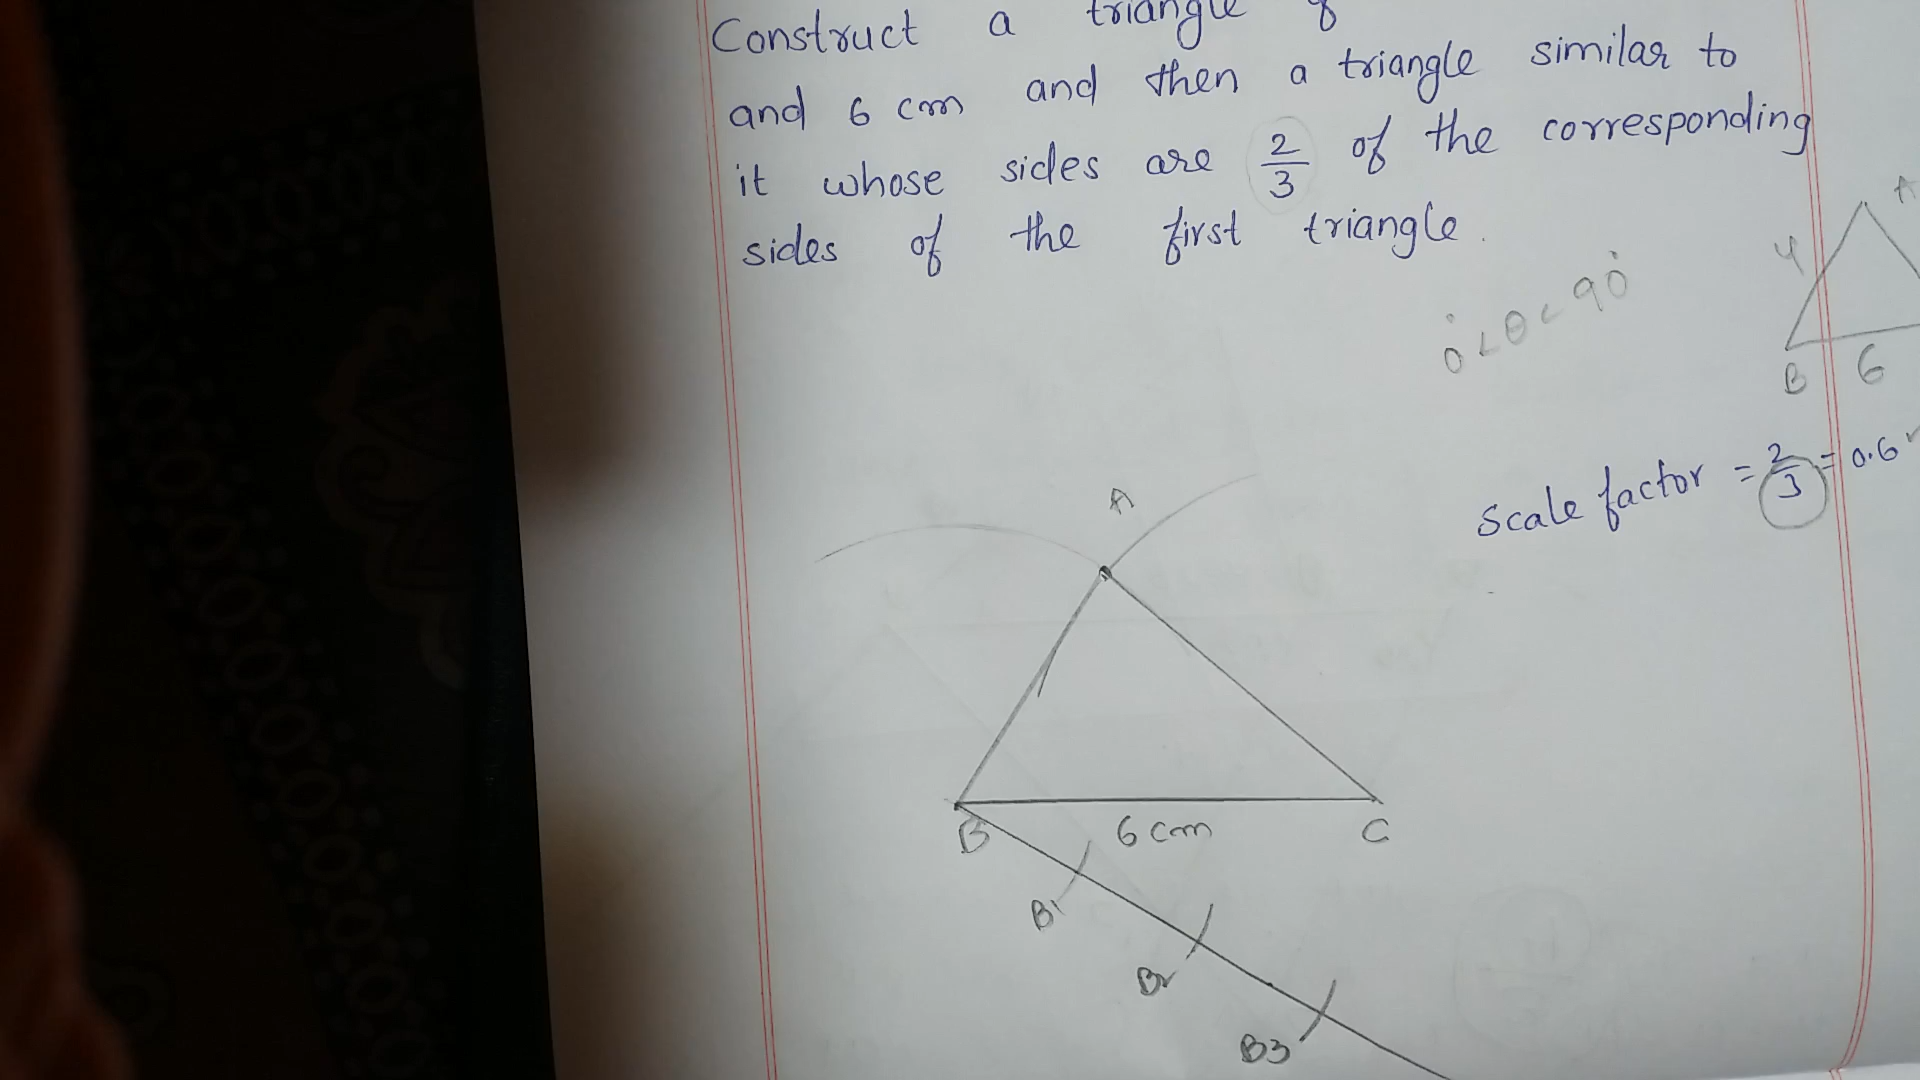 Construct a triangle of
and 6 cm and then a triangle similar to
it whose sides are 2/3 of the corresponding
sides of the first triangle.
0° < θ < 90°
A
4
B 6
Scale factor = 2/3 = 0.6
A
B 6 cm C
B1
B2
B3